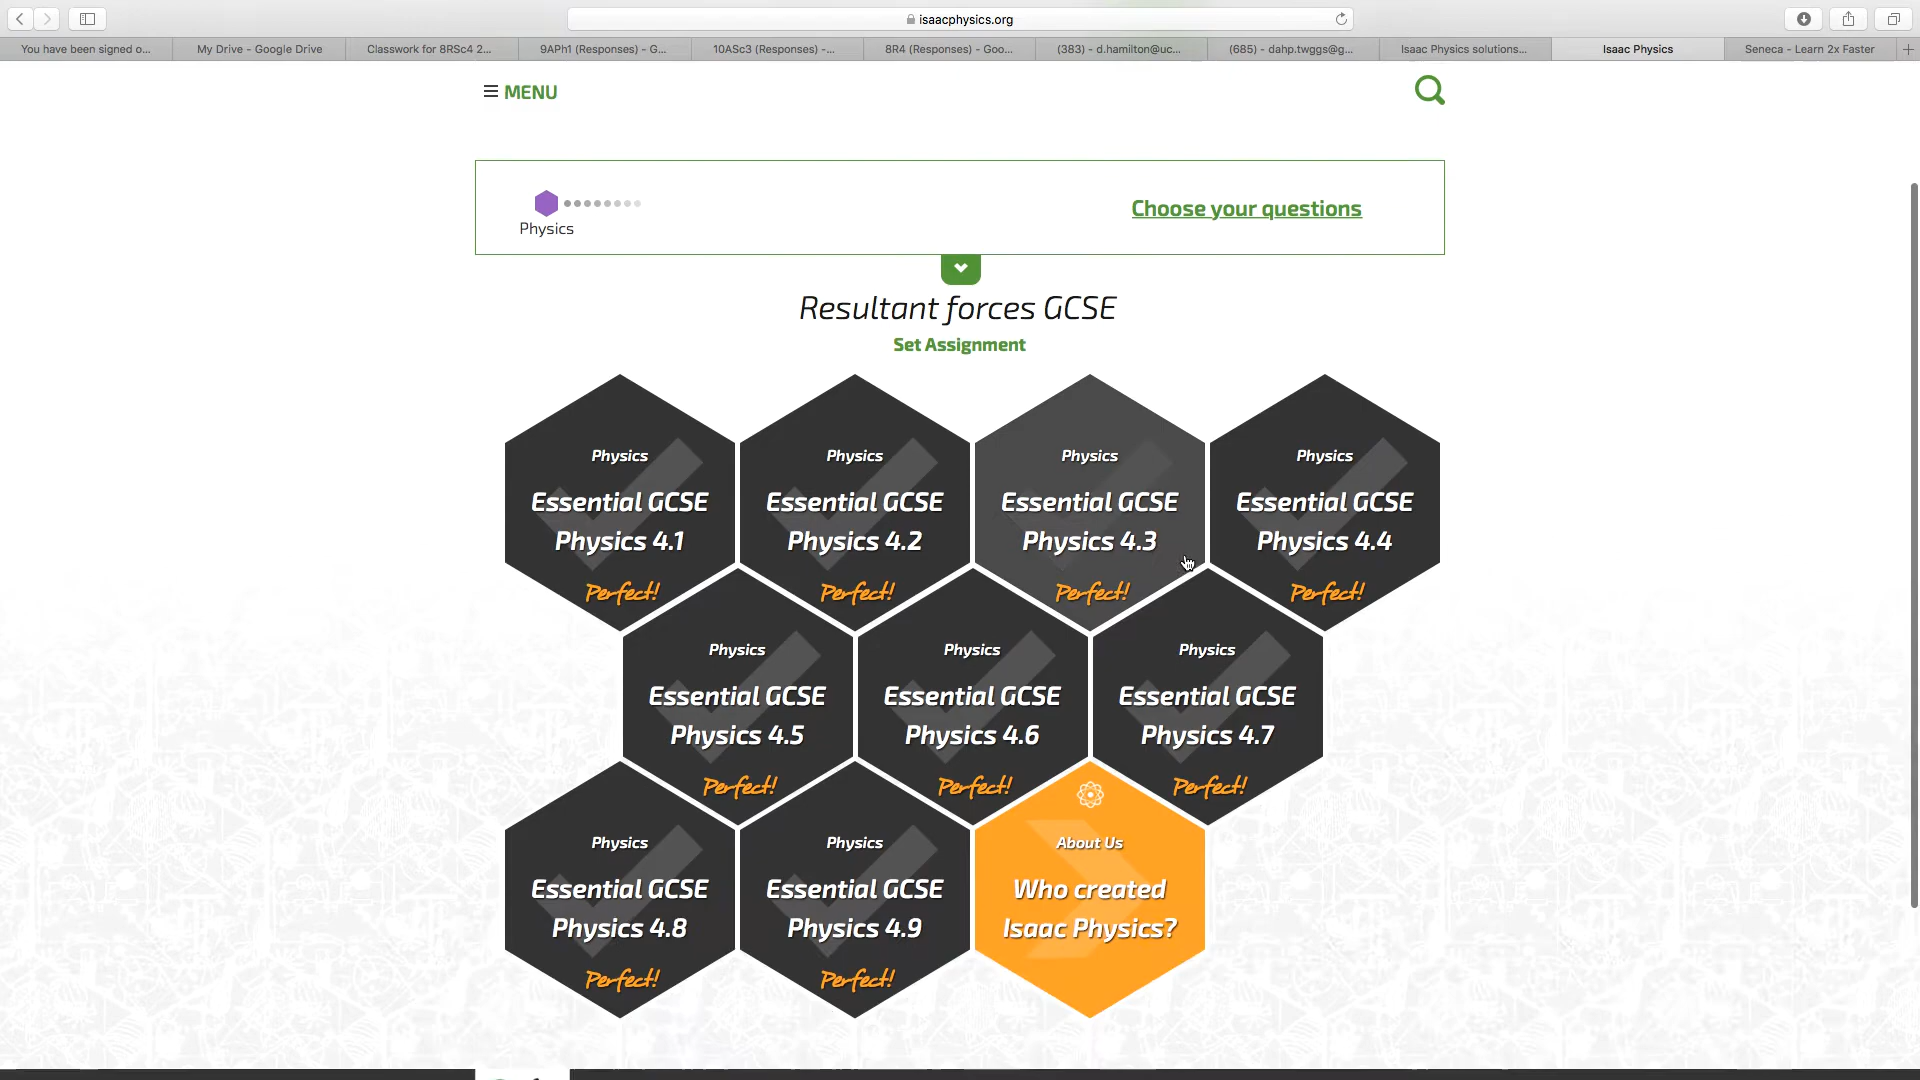 isaacphysics.org
You have been signed o...
My Drive - Google Drive
Classwork for 8RSc4 2...
9APh1 (Responses) - G...
10ASc3 (Responses) -...
8R4 (Responses) - Goo...
(383) - d.hamilton@uc...
(685) - dahp.twggs@g...
Isaac Physics solutions...
Isaac Physics
Seneca - Learn 2x Faster
MENU
Physics
Choose your questions
Resultant forces GCSE
Set Assignment
Physics
Essential GCSE
Physics 4.1
Perfect!
Physics
Essential GCSE
Physics 4.2
Perfect!
Physics
Essential GCSE
Physics 4.3
Perfect!
Physics
Essential GCSE
Physics 4.4
Perfect!
Physics
Essential GCSE
Physics 4.5
Perfect!
Physics
Essential GCSE
Physics 4.6
Perfect!
Physics
Essential GCSE
Physics 4.7
Perfect!
Physics
Essential GCSE
Physics 4.8
Perfect!
Physics
Essential GCSE
Physics 4.9
Perfect!
About Us
Who created
Isaac Physics?